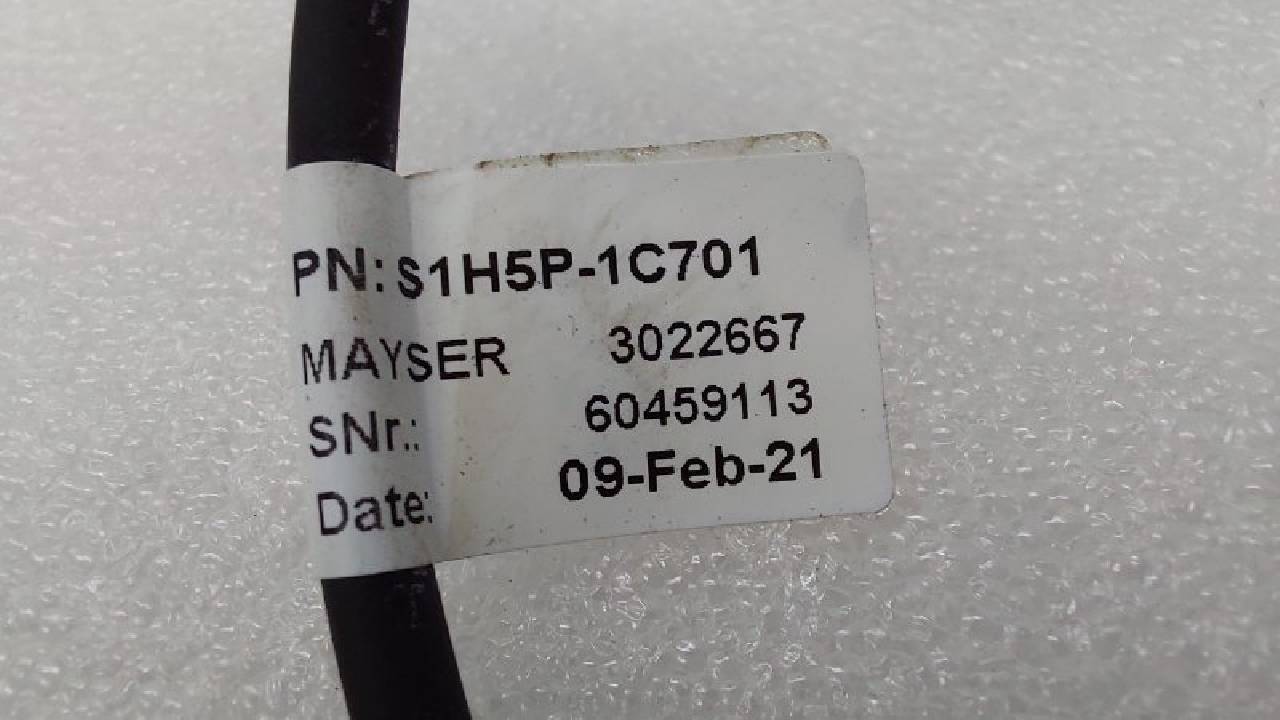 PN: S1H5P-1C701
MAYSER 3022667
SNr.: 60459113
Date: 09-Feb-21